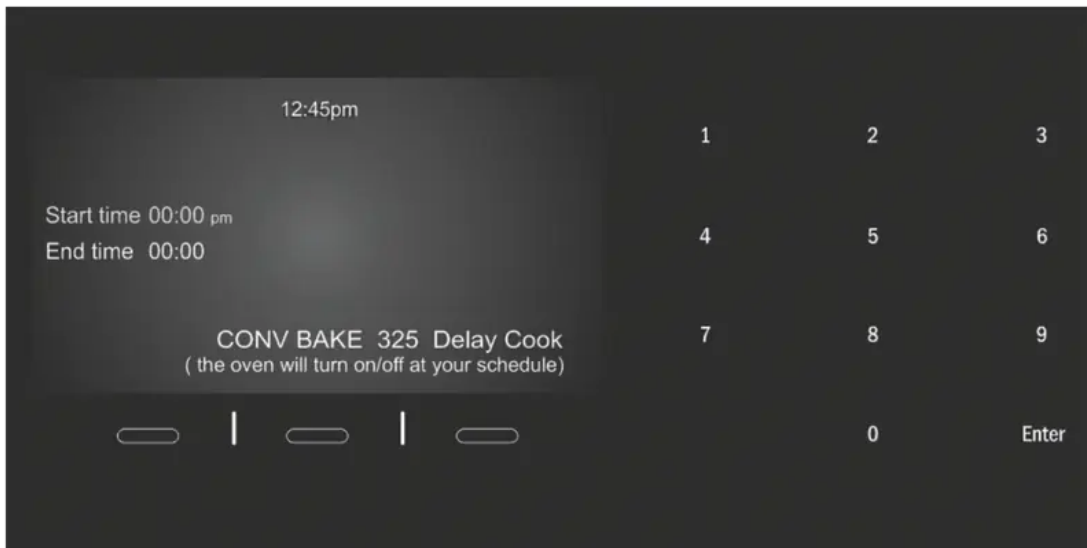 12:45pm
Start time 00:00 pm
End time 00:00
CONV BAKE 325 Delay Cook
( the oven will turn on/off at your schedule)
1 2 3
4 5 6
7 8 9
0 Enter